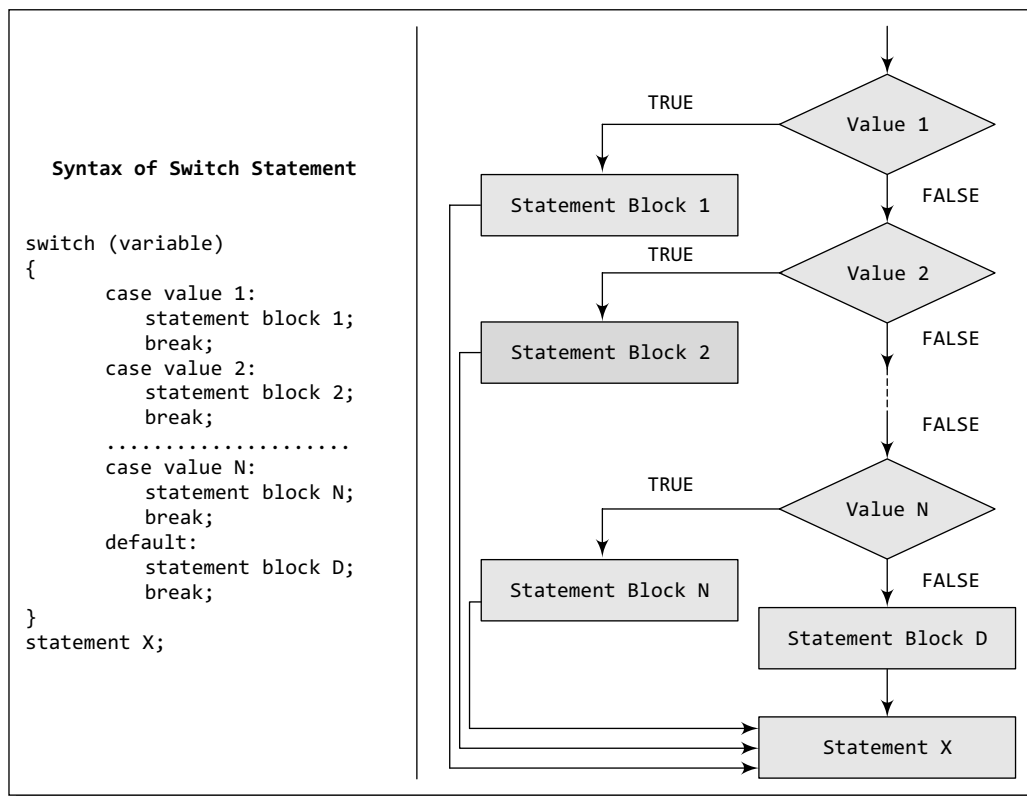 Syntax of Switch Statement
switch (variable)
{
case value 1:
statement block 1;
break;
case value 2:
statement block 2;
break;
.....................
case value N:
statement block N;
break;
default:
statement block D;
break;
}
statement X;
Value 1
TRUE
FALSE
Statement Block 1
Value 2
TRUE
FALSE
Statement Block 2
FALSE
Value N
TRUE
FALSE
Statement Block N
Statement Block D
Statement X